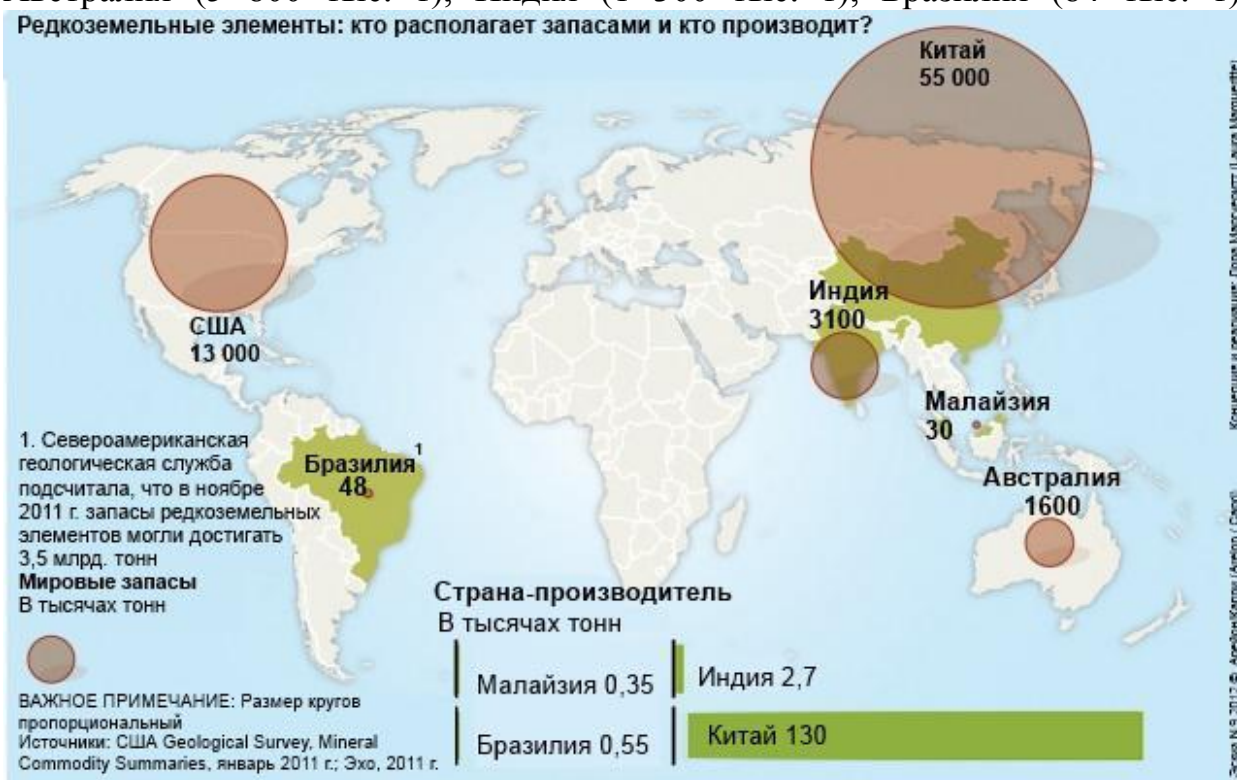 Редкоземельные элементы: кто располагает запасами и кто производит?
Китай
55 000
США
13 000
Индия
3100
Малайзия
30
Австралия
1600
Бразилия¹
48
1. Североамериканская
геологическая служба
подсчитала, что в ноябре
2011 г. запасы редкоземельных
элементов могли достигать
3,5 млрд. тонн
Мировые запасы
В тысячах тонн
ВАЖНОЕ ПРИМЕЧАНИЕ: Размер кругов
пропорциональный
Источники: США Geological Survey, Mineral
Commodity Summaries, январь 2011 г.; Эхо, 2011 г.
Страна-производитель
В тысячах тонн
Малайзия 0,35
Индия 2,7
Бразилия 0,55
Китай 130